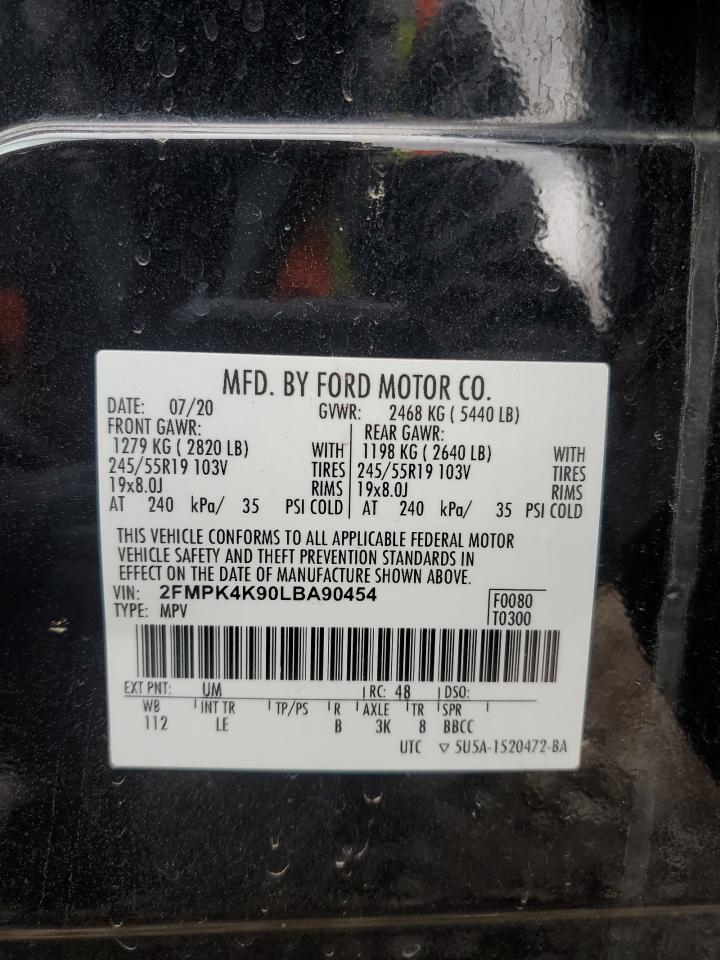 MFD. BY FORD MOTOR CO.
DATE: 07/20 GVWR: 2468 KG ( 5440 LB)
FRONT GAWR: REAR GAWR:
1279 KG ( 2820 LB) WITH 1198 KG ( 2640 LB) WITH
245/55R19 103V TIRES 245/55R19 103V TIRES
19x8.0J RIMS 19x8.0J RIMS
AT 240 kPa/ 35 PSI COLD AT 240 kPa/ 35 PSI COLD
THIS VEHICLE CONFORMS TO ALL APPLICABLE FEDERAL MOTOR
VEHICLE SAFETY AND THEFT PREVENTION STANDARDS IN
EFFECT ON THE DATE OF MANUFACTURE SHOWN ABOVE.
VIN: 2FMPK4K90LBA90454 F0080
TYPE: MPV T0300
EXT PNT: UM RC: 48 DSO:
WB INT TR TP/PS R AXLE TR SPR
112 LE B 3K 8 BBCC
UTC ▽ 5U5A-1520472-BA